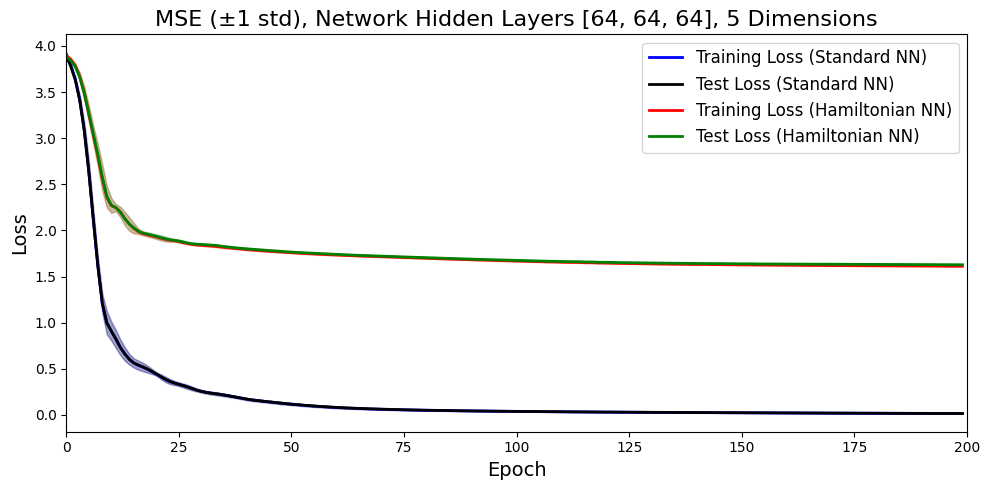 MSE (±1 std), Network Hidden Layers [64, 64, 64], 5 Dimensions
Training Loss (Standard NN)
Test Loss (Standard NN)
Training Loss (Hamiltonian NN)
Test Loss (Hamiltonian NN)
Loss
4.0
3.5
3.0
2.5
2.0
1.5
1.0
0.5
0.0
0 25 50 75 100 125 150 175 200
Epoch